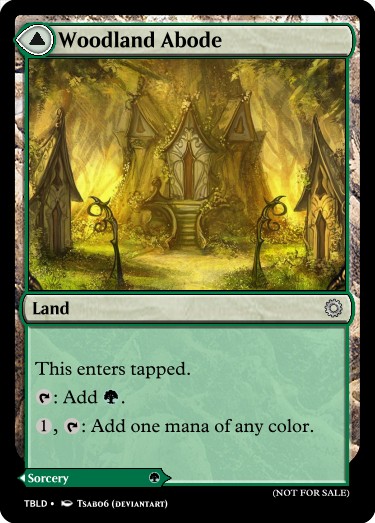 Woodland Abode
Land
This enters tapped.
: Add .
1, : Add one mana of any color.
Sorcery
(NOT FOR SALE)
TBLD • Tsabo6 (deviantart)